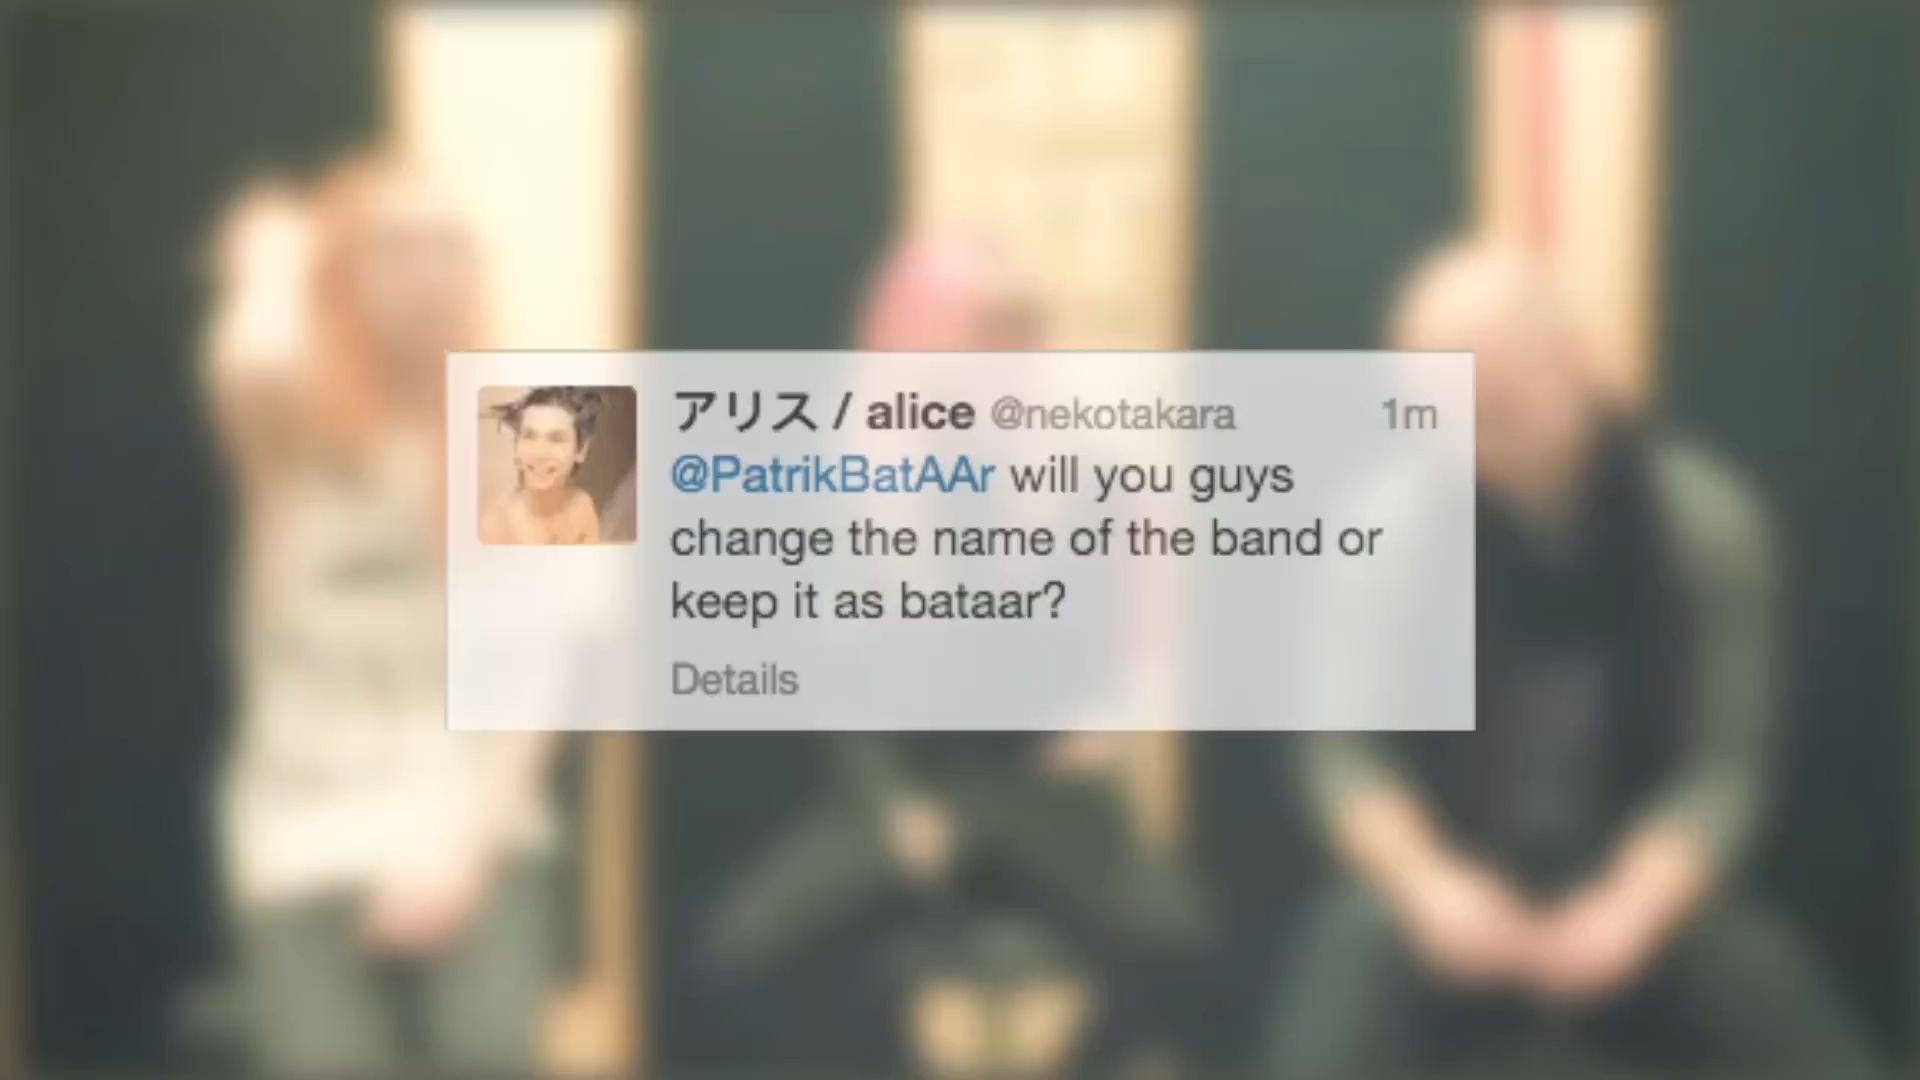 アリス / alice @nekotakara 1m
@PatrikBatAAr will you guys
change the name of the band or
keep it as bataar?
Details